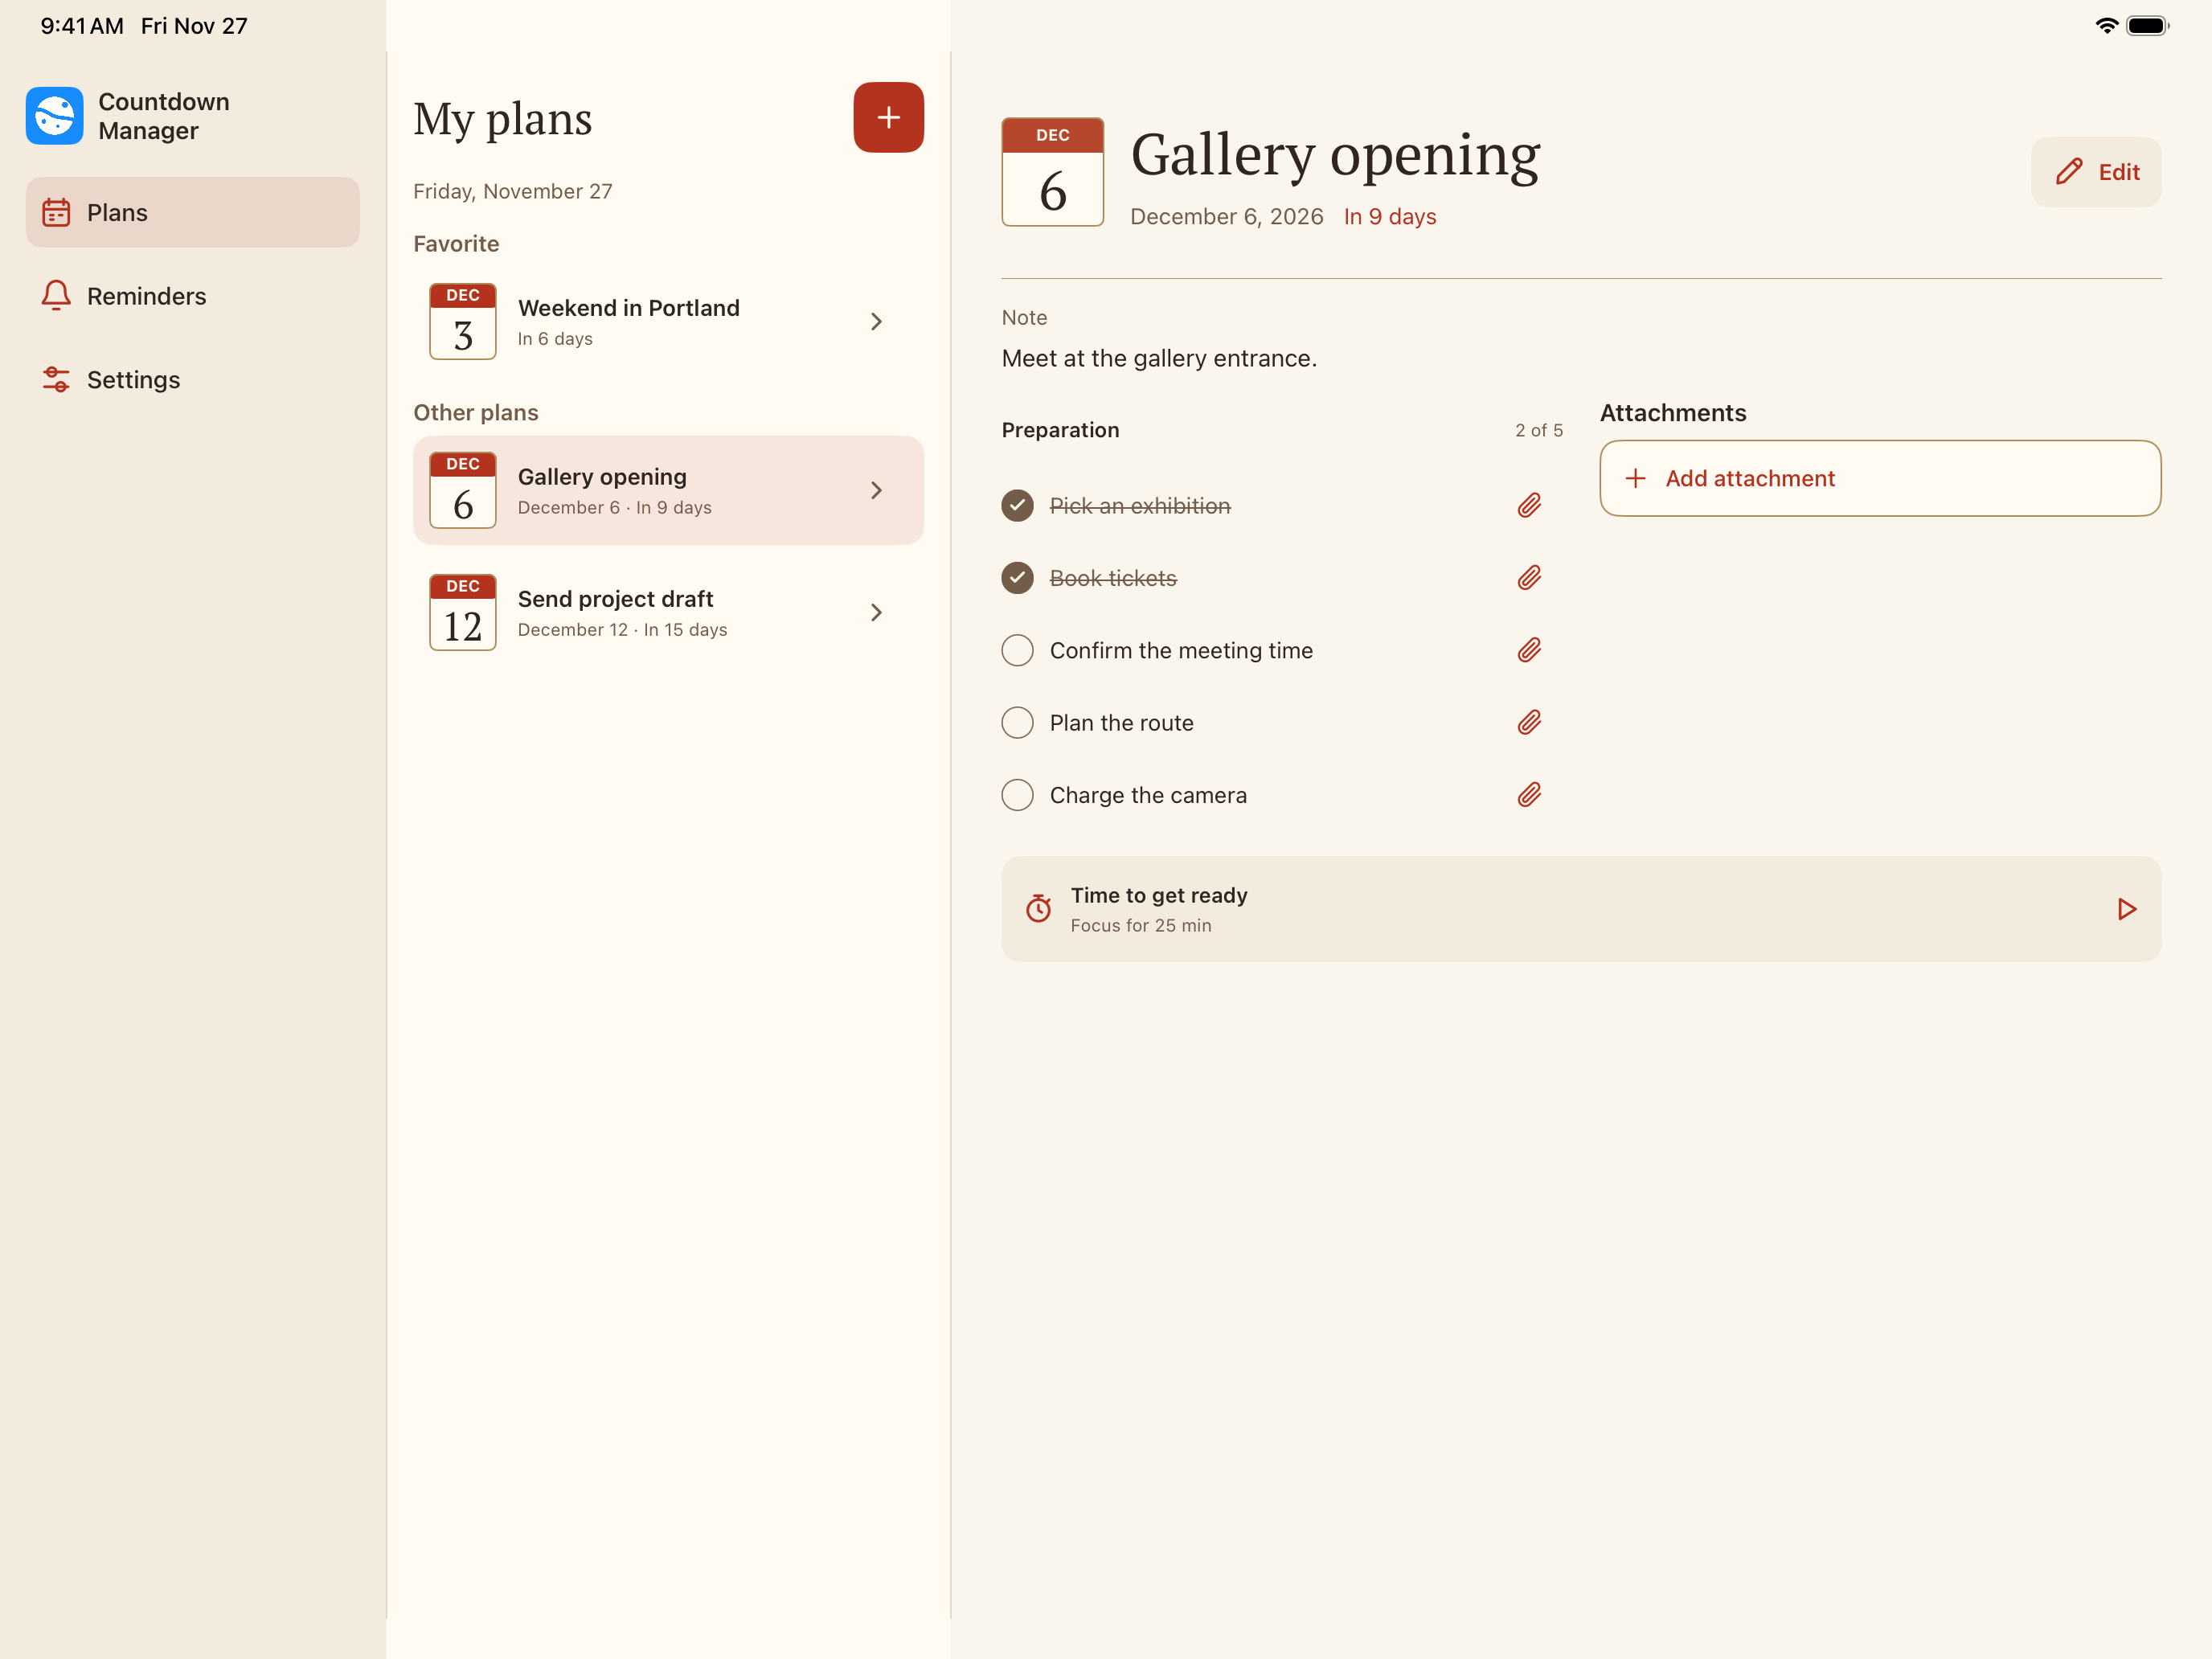 9:41 AM Fri Nov 27
Countdown
Manager
Plans
Reminders
Settings
My plans
Friday, November 27
Favorite
DEC
3
Weekend in Portland
In 6 days
Other plans
DEC
6
Gallery opening
December 6 · In 9 days
DEC
12
Send project draft
December 12 · In 15 days
DEC
6
Gallery opening
December 6, 2026 In 9 days
Edit
Note
Meet at the gallery entrance.
Preparation
2 of 5
Pick an exhibition
Book tickets
Confirm the meeting time
Plan the route
Charge the camera
Attachments
Add attachment
Time to get ready
Focus for 25 min